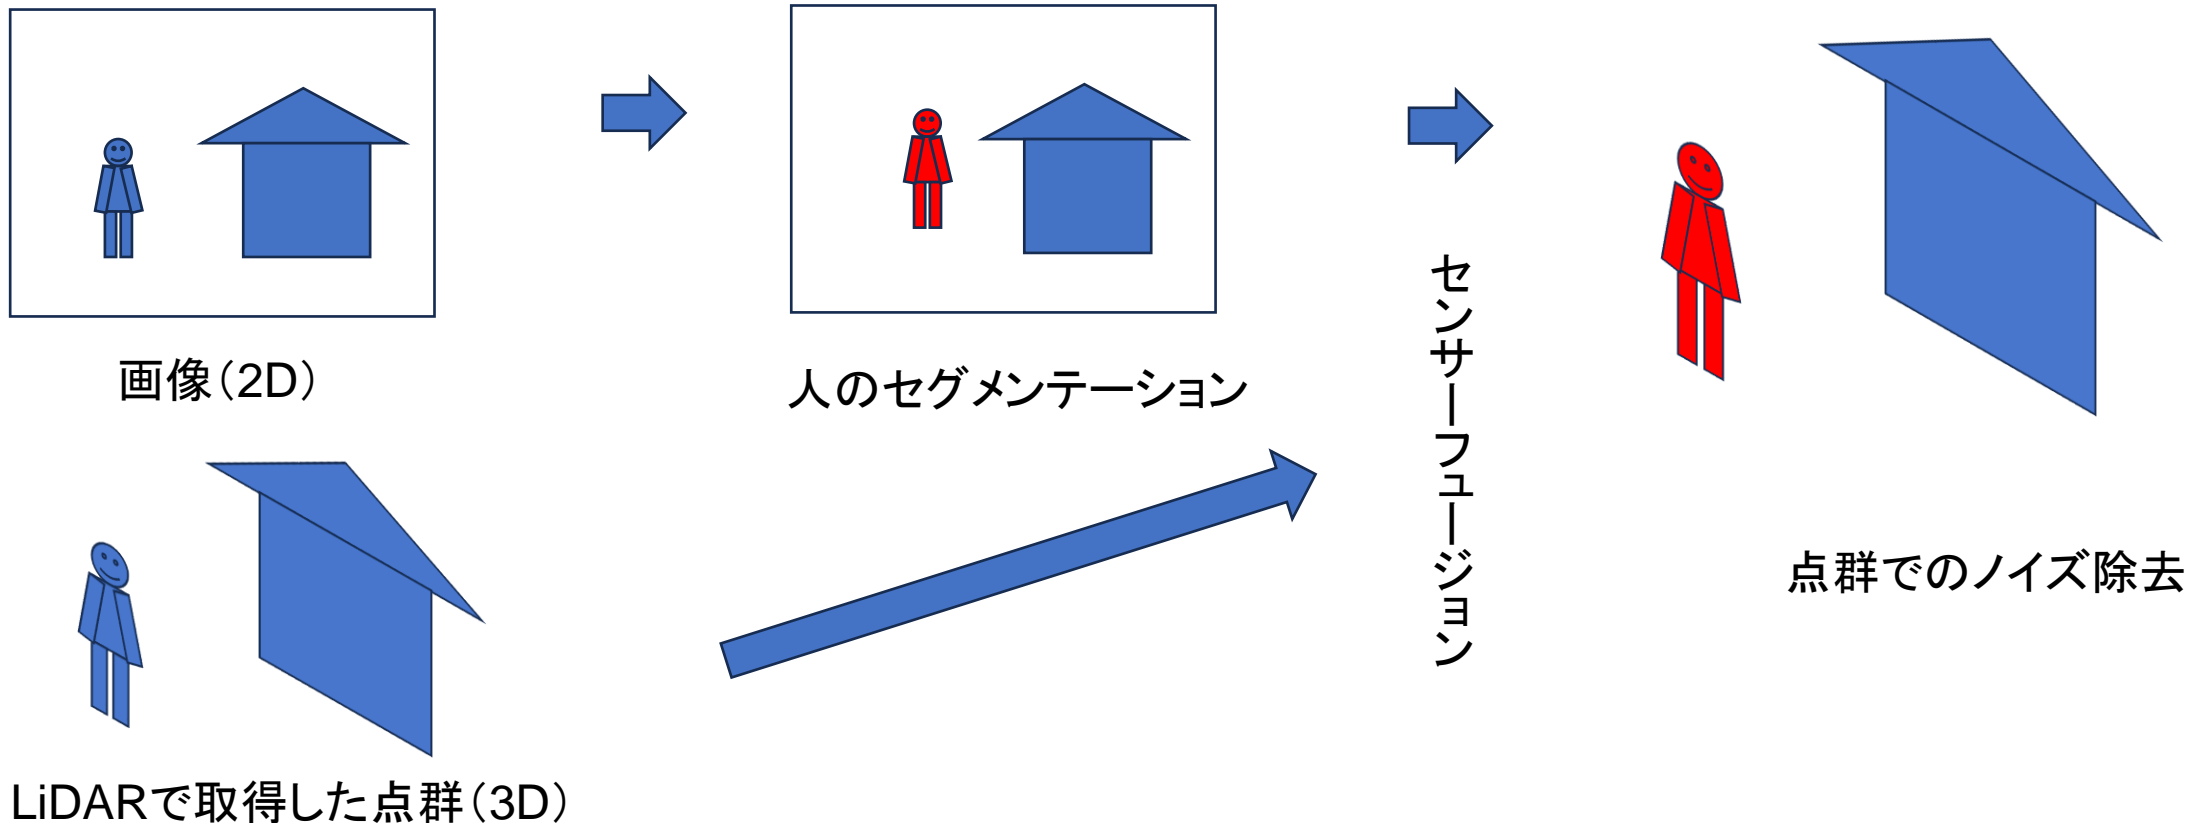 画像（2D）
人のセグメンテーション
センサーフュージョン
点群でのノイズ除去
LiDARで取得した点群（3D）